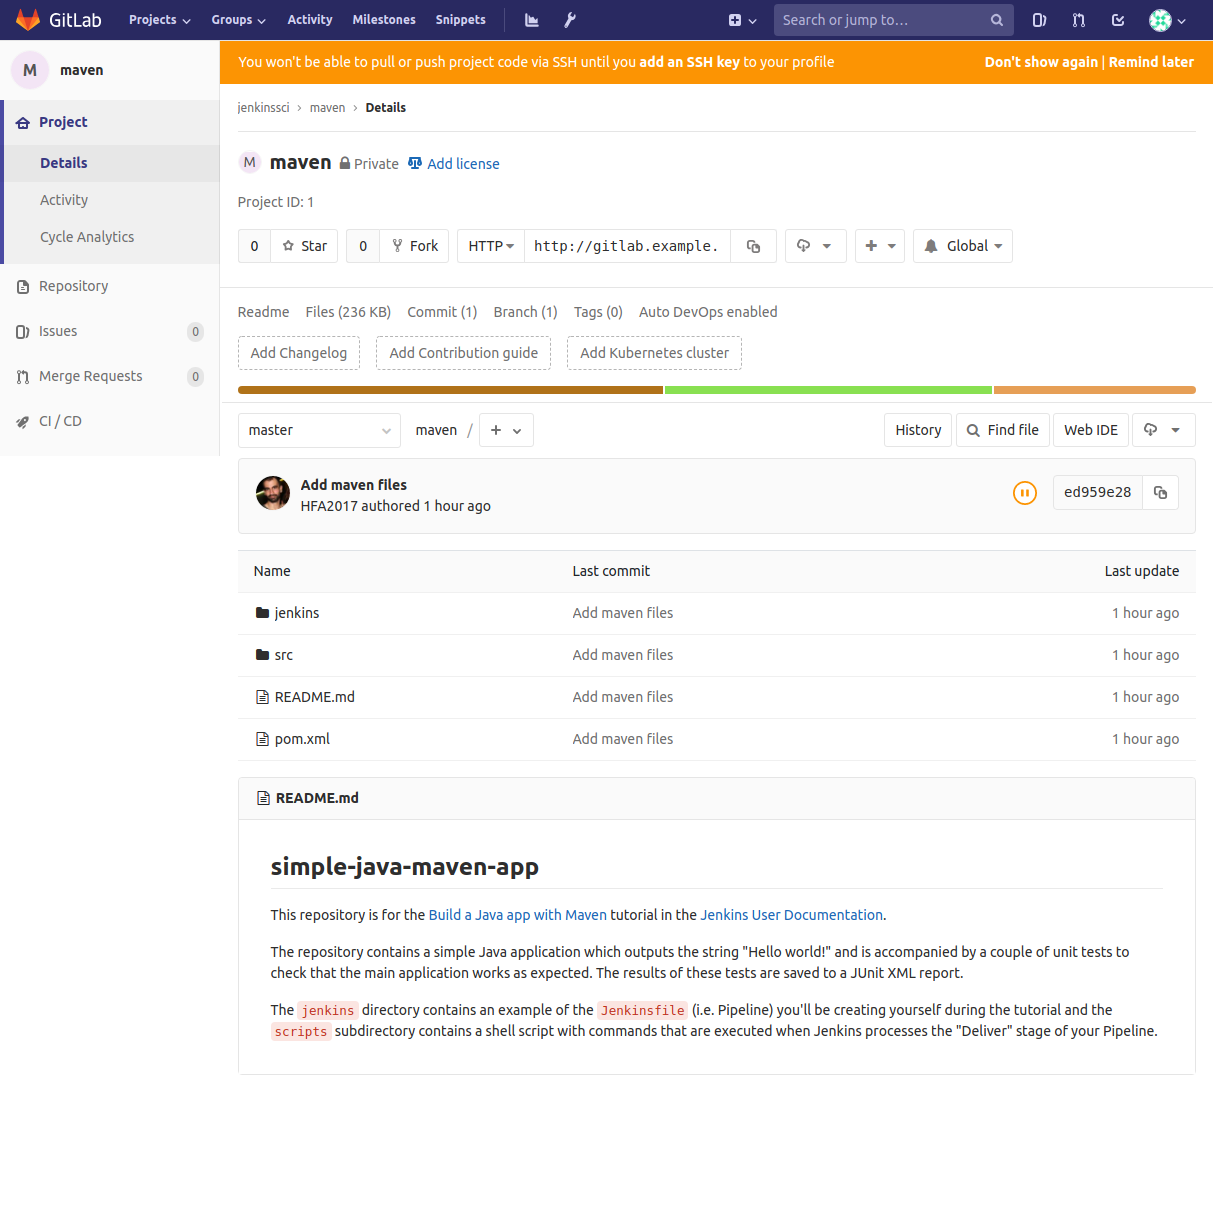 GitLab Projects Groups Activity Milestones Snippets Search or jump to...
M maven
You won't be able to pull or push project code via SSH until you add an SSH key to your profile Don't show again | Remind later
Project
Details
Activity
Cycle Analytics
Repository
Issues 0
Merge Requests 0
CI / CD
jenkinssci > maven > Details
M maven Private Add license
Project ID: 1
0 Star 0 Fork HTTP http://gitlab.example. Global
Readme Files (236 KB) Commit (1) Branch (1) Tags (0) Auto DevOps enabled
Add Changelog Add Contribution guide Add Kubernetes cluster
master maven / + History Find file Web IDE
Add maven files
HFA2017 authored 1 hour ago ed959e28
Name Last commit Last update
jenkins Add maven files 1 hour ago
src Add maven files 1 hour ago
README.md Add maven files 1 hour ago
pom.xml Add maven files 1 hour ago
README.md
simple-java-maven-app
This repository is for the Build a Java app with Maven tutorial in the Jenkins User Documentation.
The repository contains a simple Java application which outputs the string "Hello world!" and is accompanied by a couple of unit tests to
check that the main application works as expected. The results of these tests are saved to a JUnit XML report.
The jenkins directory contains an example of the Jenkinsfile (i.e. Pipeline) you'll be creating yourself during the tutorial and the
scripts subdirectory contains a shell script with commands that are executed when Jenkins processes the "Deliver" stage of your Pipeline.